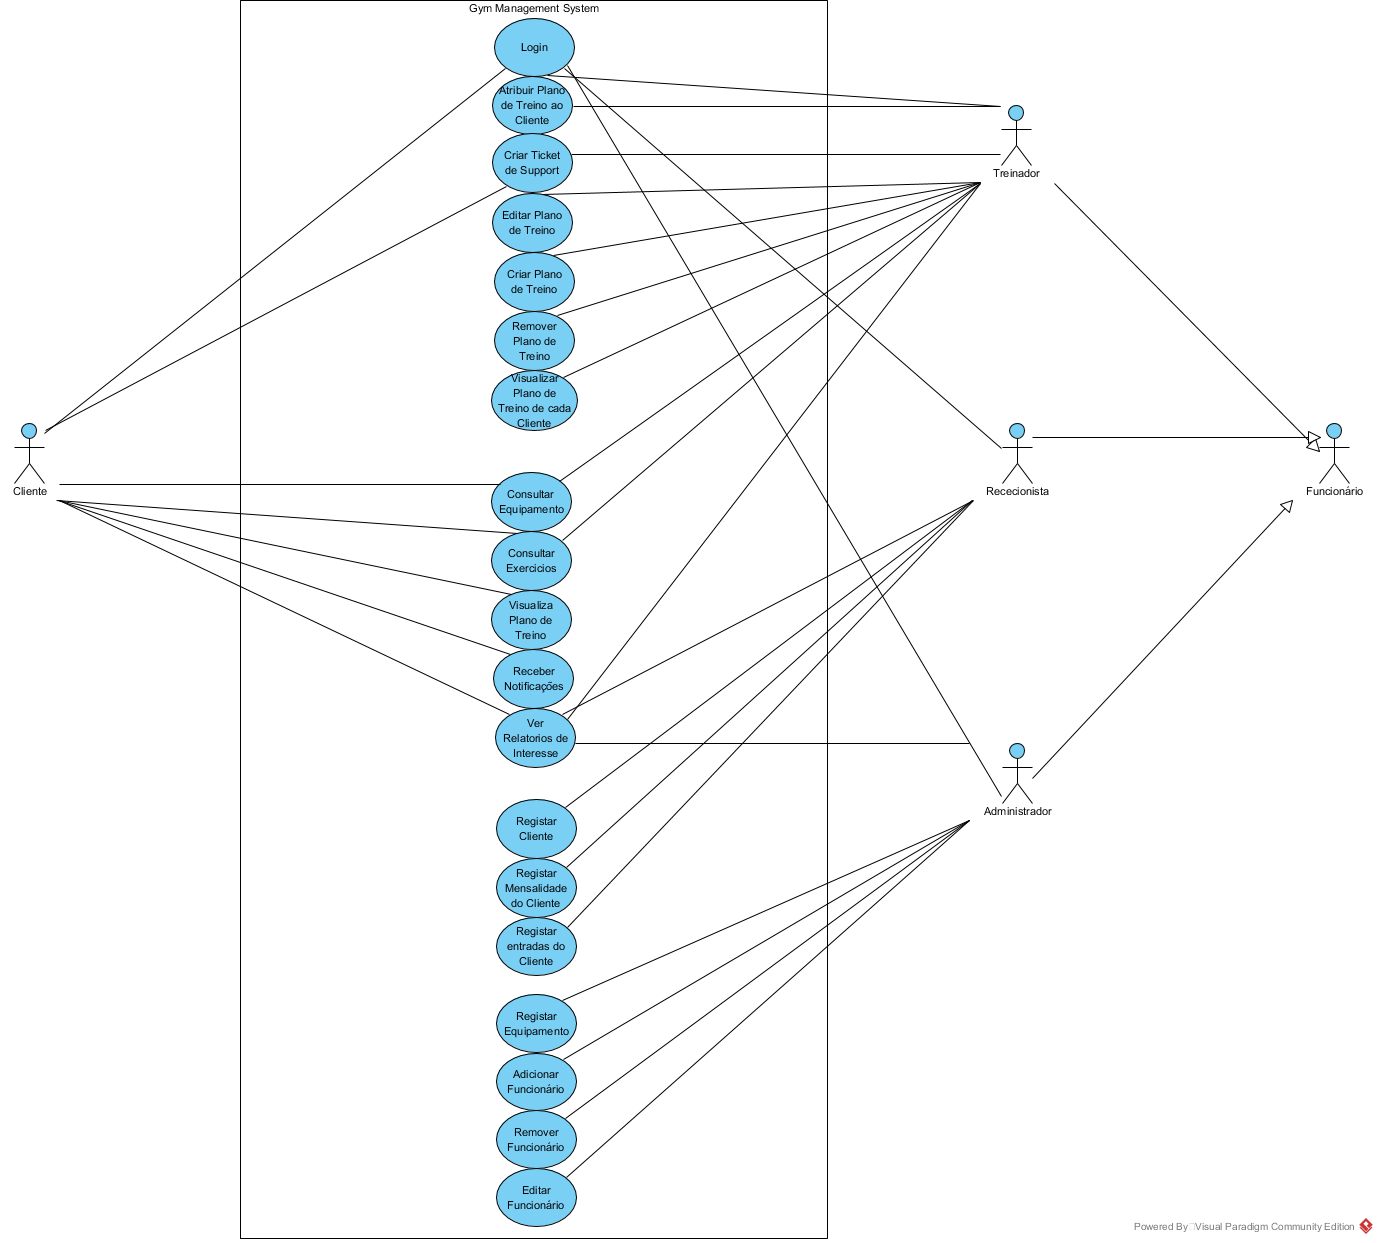 Gym Management System
Login
Atribuir Plano
de Treino ao
Cliente
Criar Ticket
de Support
Editar Plano
de Treino
Criar Plano
de Treino
Remover
Plano de
Treino
Visualizar
Plano de
Treino de cada
Cliente
Consultar
Equipamento
Consultar
Exercicios
Visualiza
Plano de
Treino
Receber
Notificações
Ver
Relatorios de
Interesse
Registar
Cliente
Registar
Mensalidade
do Cliente
Registar
entradas do
Cliente
Registar
Equipamento
Adicionar
Funcionário
Remover
Funcionário
Editar
Funcionário
Cliente
Treinador
Rececionista
Funcionário
Administrador
Powered By Visual Paradigm Community Edition